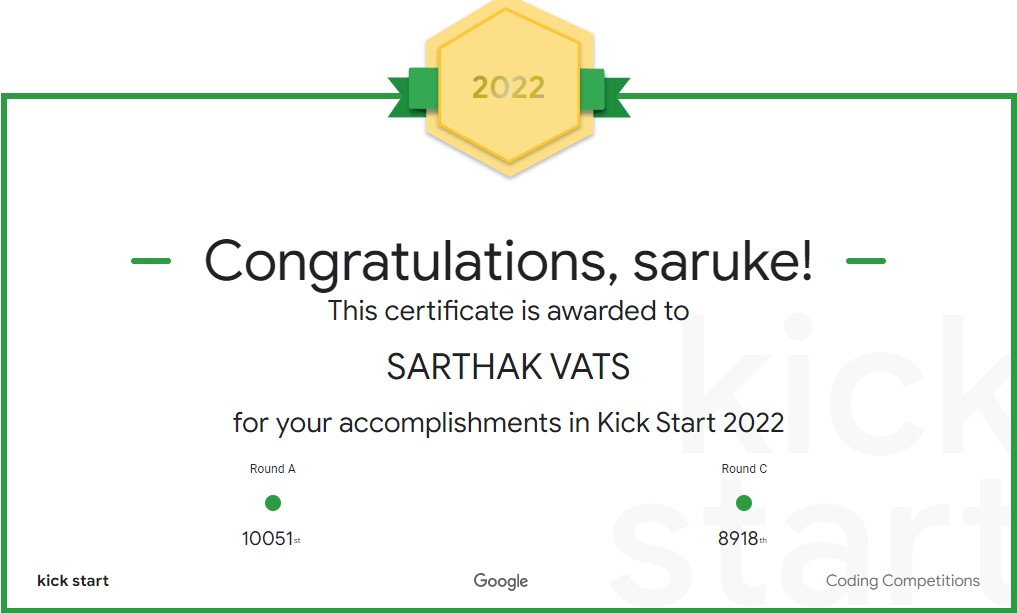 2022
Congratulations, saruke!
This certificate is awarded to
SARTHAK VATS
for your accomplishments in Kick Start 2022
Round A Round C
10051st 8918th
kick
start
kick start Google Coding Competitions